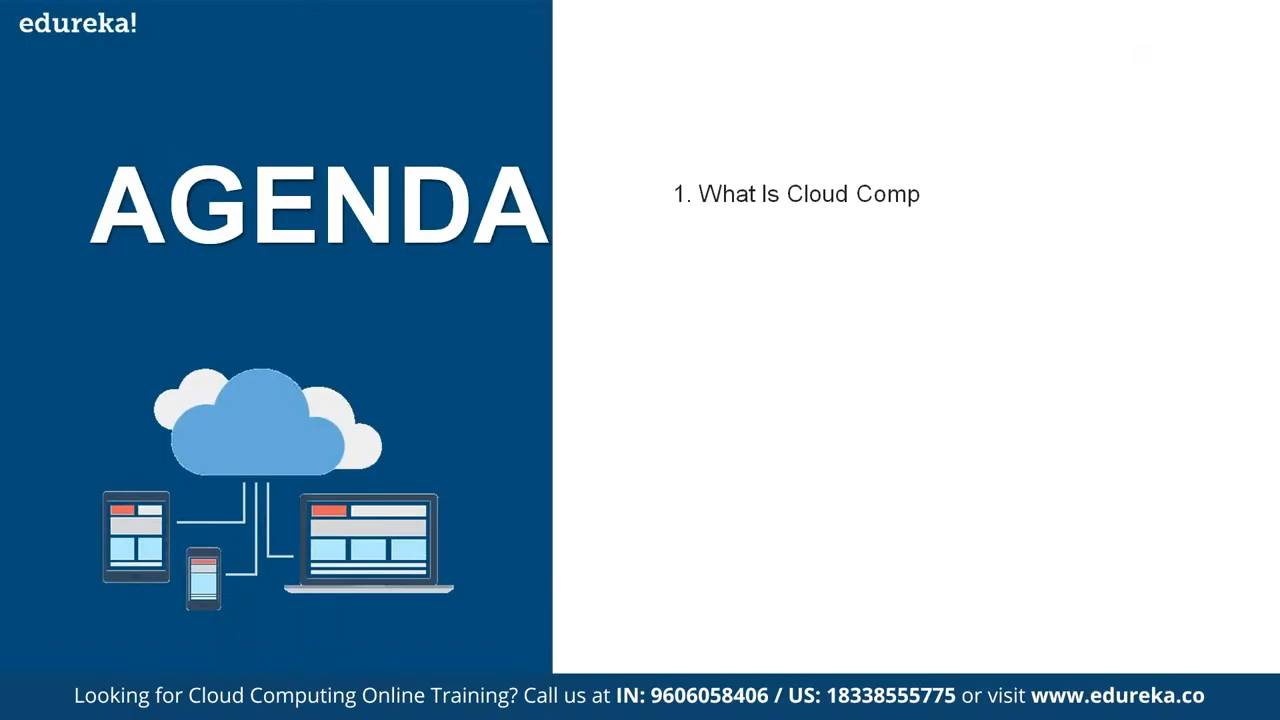 edureka!
AGENDA
1. What Is Cloud Comp
Looking for Cloud Computing Online Training? Call us at IN: 9606058406 / US: 18338555775 or visit www.edureka.co